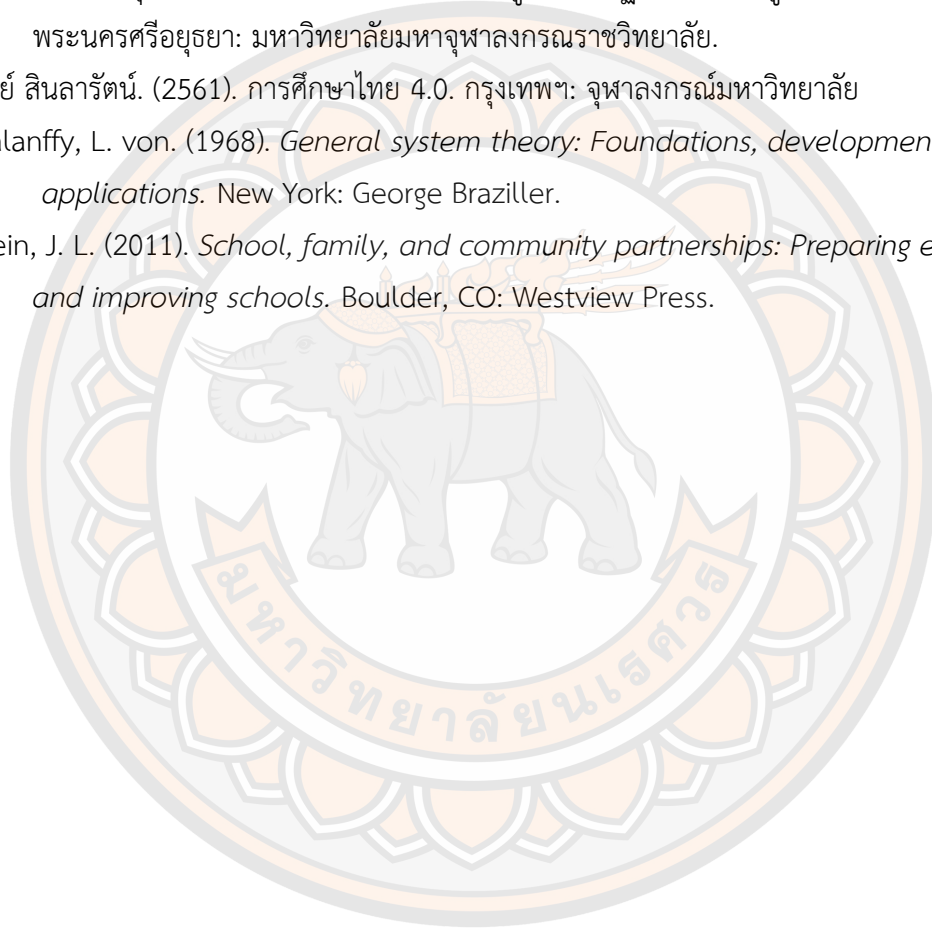 พระนครศรีอยุธยา: มหาวิทยาลัยมหาจุฬาลงกรณราชวิทยาลัย.
ย์ สินลารัตน์. (2561). การศึกษาไทย 4.0. กรุงเทพฯ: จุฬาลงกรณ์มหาวิทยาลัย
lanffy, L. von. (1968). General system theory: Foundations, developmen
applications. New York: George Braziller.
ein, J. L. (2011). School, family, and community partnerships: Preparing e
and improving schools. Boulder, CO: Westview Press.
มหาวิทยาลัยนเรศวร